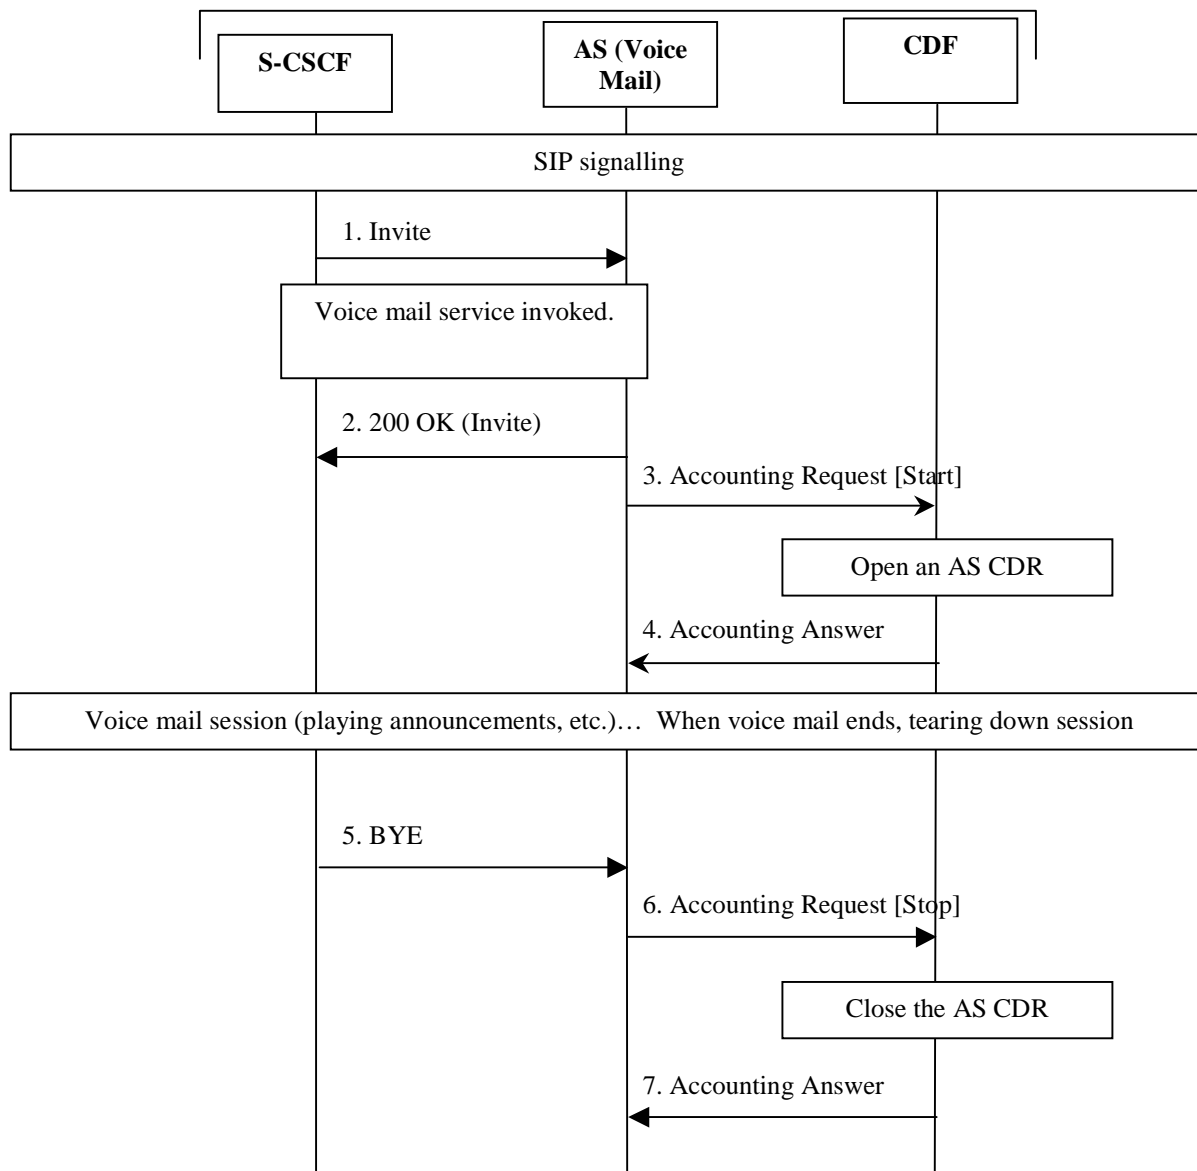 S-CSCF
AS (Voice
Mail)
CDF
SIP signalling
1. Invite
Voice mail service invoked.
2. 200 OK (Invite)
3. Accounting Request [Start]
Open an AS CDR
4. Accounting Answer
Voice mail session (playing announcements, etc.)… When voice mail ends, tearing down session
5. BYE
6. Accounting Request [Stop]
Close the AS CDR
7. Accounting Answer